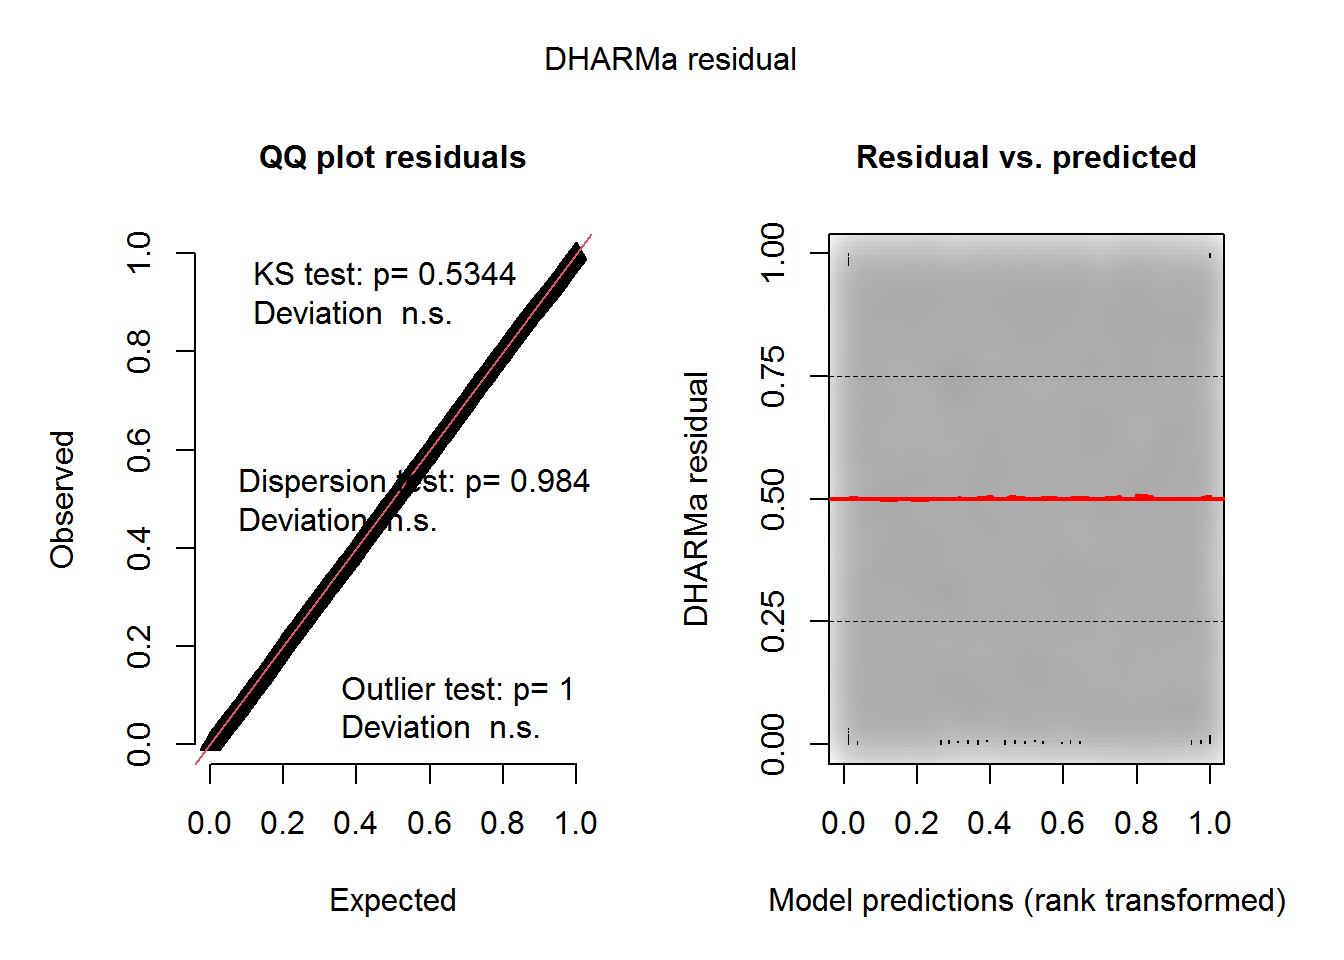 DHARMa residual
QQ plot residuals
KS test: p= 0.5344
Deviation  n.s.
Dispersion test: p= 0.984
Deviation  n.s.
Outlier test: p= 1
Deviation  n.s.
Observed
0.0 0.2 0.4 0.6 0.8 1.0
0.0 0.2 0.4 0.6 0.8 1.0
Expected
Residual vs. predicted
DHARMa residual
0.00 0.25 0.50 0.75 1.00
0.0 0.2 0.4 0.6 0.8 1.0
Model predictions (rank transformed)